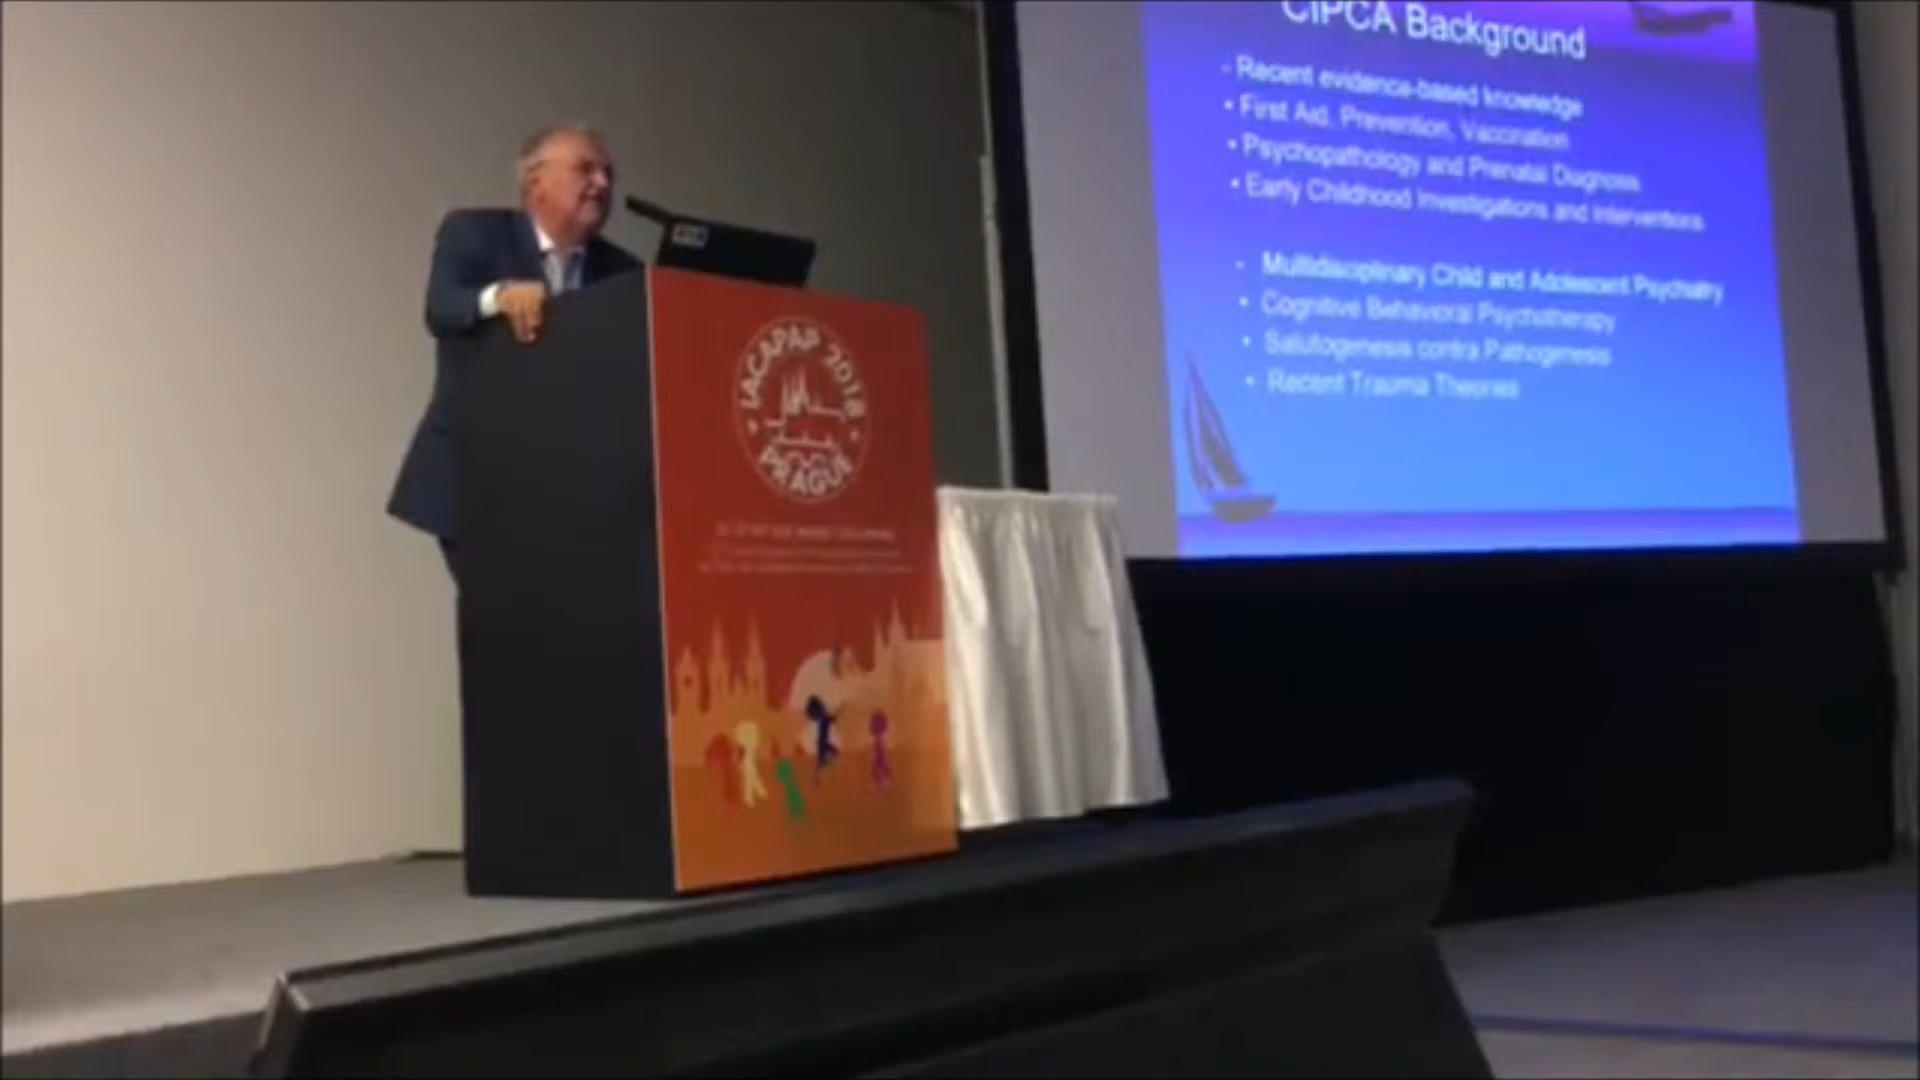 CIPCA Background
- Recent evidence-based knowledge
• First Aid, Prevention, Vaccination
• Psychopathology and Prenatal Diagnosis
• Early Childhood Investigations and Interventions
- Multidisciplinary Child and Adolescent Psychiatry
• Cognitive Behavioral Psychotherapy
• Salutogenesis contra Pathogenesis
• Recent Trauma Theories
IACAPAP 2018
• PRAGUE •